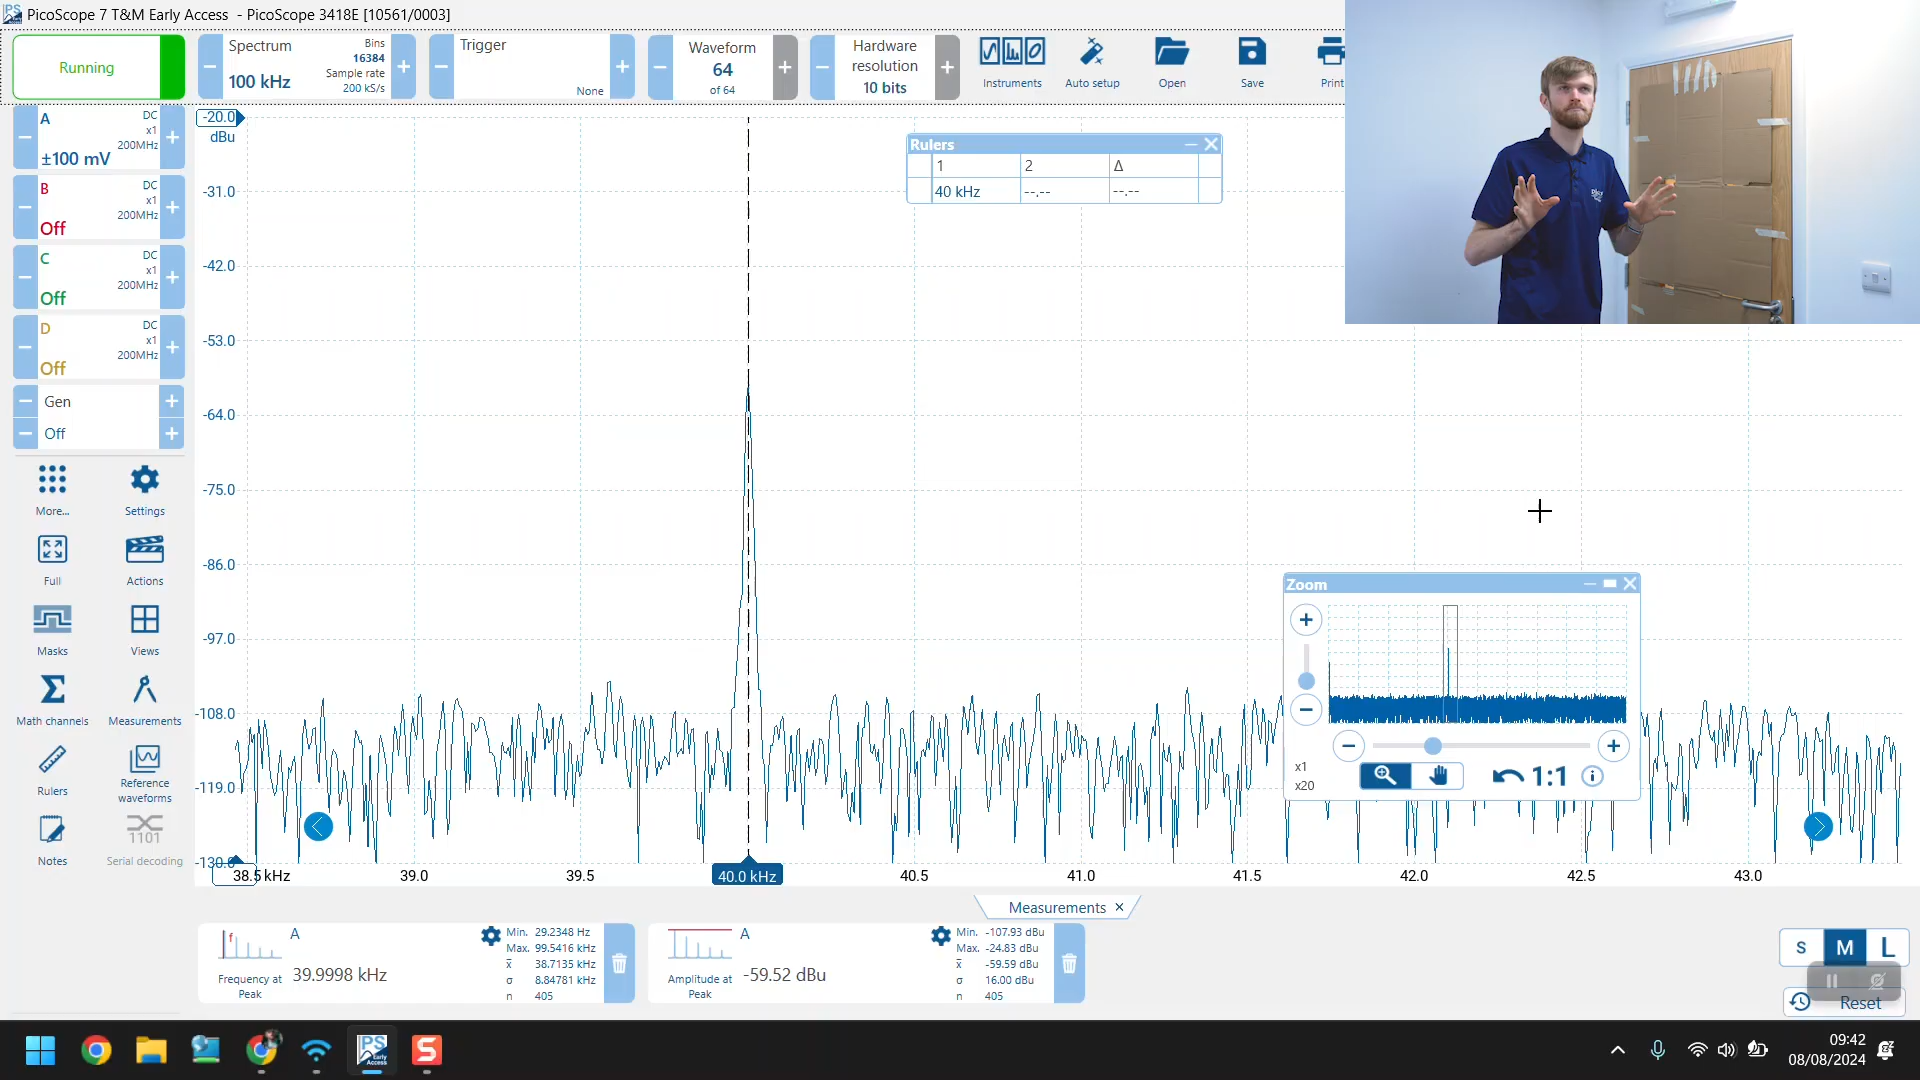 PicoScope 7 T&M Early Access - PicoScope 3418E [10561/0003]
Running
Spectrum
100 kHz
Bins
16384
Sample rate
200 kS/s
Trigger
None
Waveform
64
of 64
Hardware
resolution
10 bits
Instruments
Auto setup
Open
Save
Print
A
DC
x1
200MHz
±100 mV
B
DC
x1
200MHz
Off
C
DC
x1
200MHz
Off
D
DC
x1
200MHz
Off
Gen
Off
More...
Settings
Full
Actions
Masks
Views
Math channels
Measurements
Rulers
Reference
waveforms
Notes
1101
Serial decoding
-20.0
dBu
-31.0
-42.0
-53.0
-64.0
-75.0
-86.0
-97.0
-108.0
-119.0
-130.0
38.5 kHz
39.0
39.5
40.0 kHz
40.5
41.0
41.5
42.0
42.5
43.0
Rulers
1 2 Δ
40 kHz --.-- --.--
Zoom
x1
x20
1:1
Measurements
f
A
Frequency at
Peak
39.9998 kHz
Min. 29.2348 Hz
Max. 99.5416 kHz
x̄ 38.7135 kHz
σ 8.84781 kHz
n 405
A
Amplitude at
Peak
-59.52 dBu
Min. -107.93 dBu
Max. -24.83 dBu
x̄ -59.59 dBu
σ 16.00 dBu
n 405
S M L
Reset
PS
Early
Access
S
09:42
08/08/2024